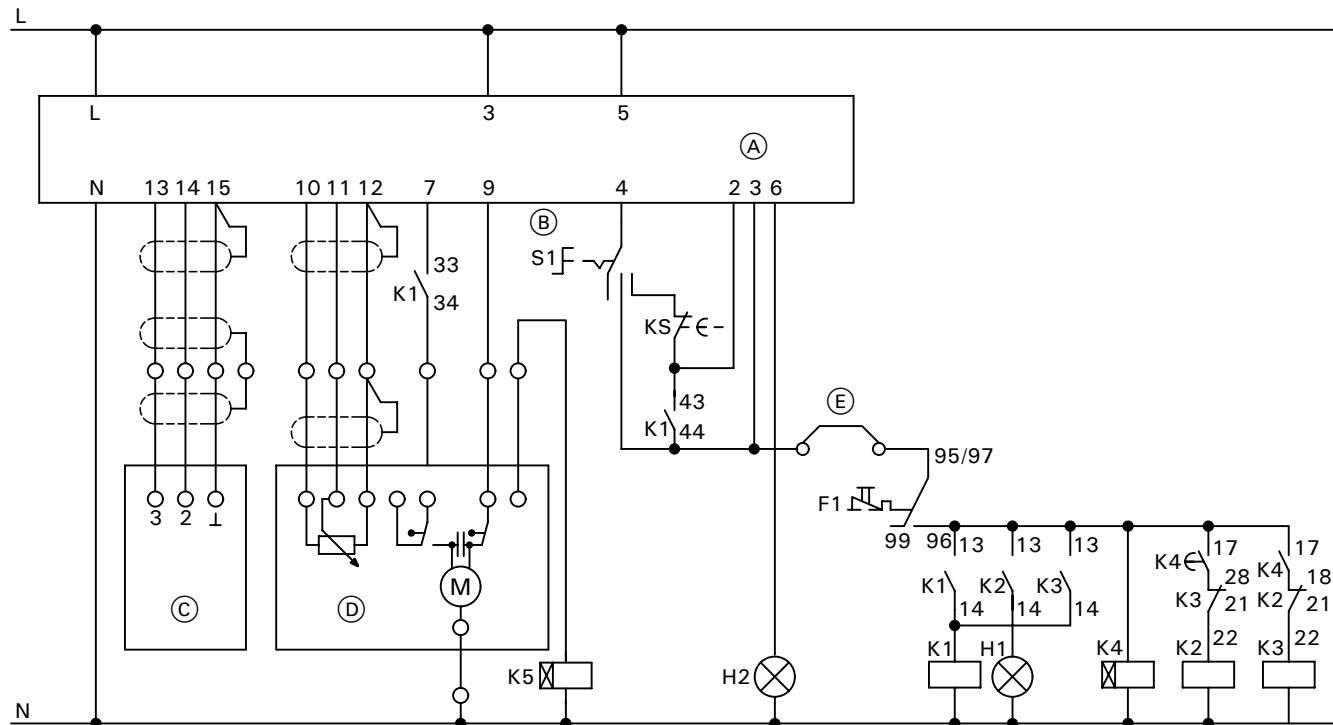 L
L 3 5
A
N 13 14 15 10 11 12 7 9 4 2 3 6
B
S1
33
K1
34
KS
43
E
K1 44
95/97
F1
99 96 13 13 13 17 17
K4 K4
28 18
K1 K2 K3 K3 21 K2 21
3 2 ⊥
14 14 14
M
C D
22 22
K1 H1 K4 K2 K3
K5 H2
N